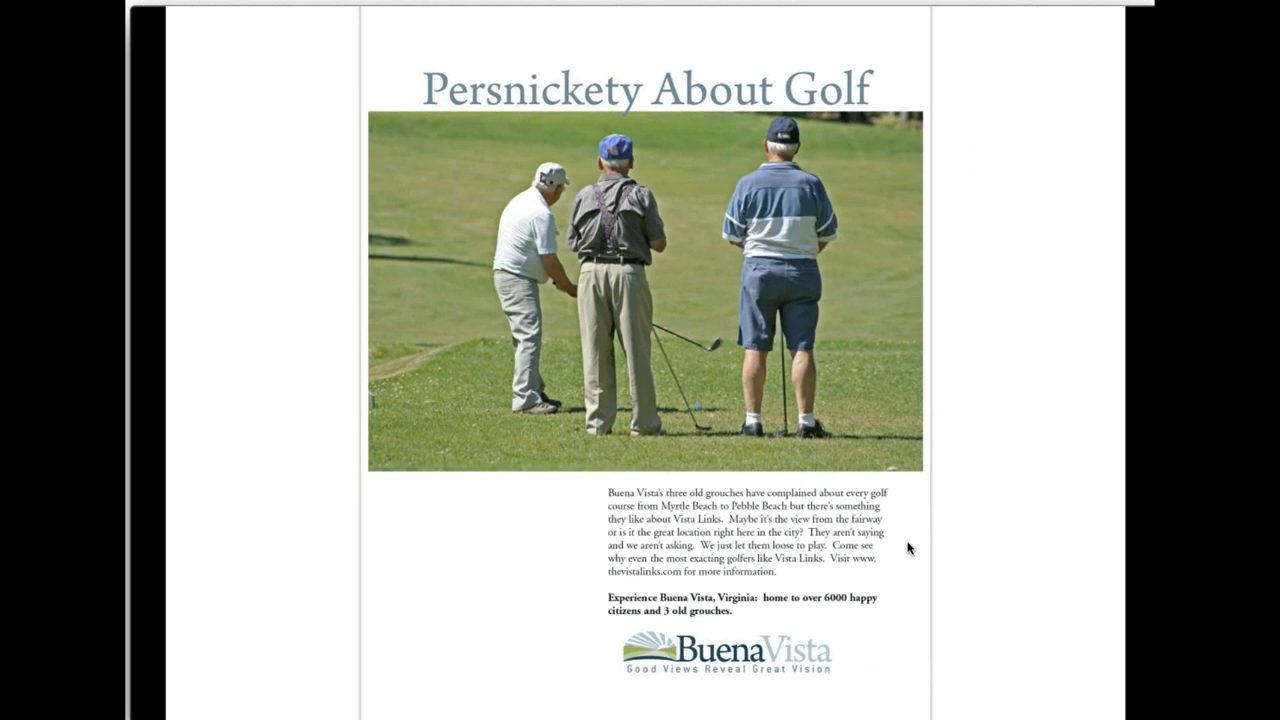 Persnickety About Golf
Buena Vista's three old grouches have complained about every golf
course from Myrtle Beach to Pebble Beach but there's something
they like about Vista Links.  Maybe it's the view from the fairway
or is it the great location right here in the city?  They aren't saying
and we aren't asking.  We just let them loose to play.  Come see
why even the most exacting golfers like Vista Links.  Visit www.
thevistalinks.com for more information.
Experience Buena Vista, Virginia:  home to over 6000 happy
citizens and 3 old grouches.
BuenaVista
Good Views Reveal Great Vision